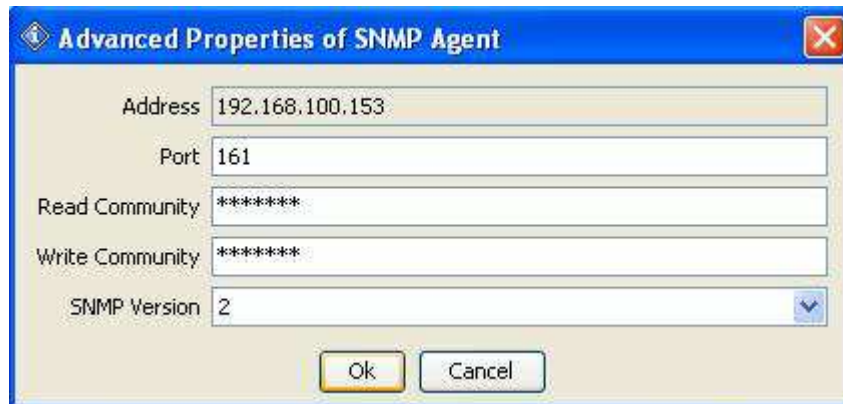 Advanced Properties of SNMP Agent
Address 192.168.100.153
Port 161
Read Community *******
Write Community *******
SNMP Version 2
Ok Cancel